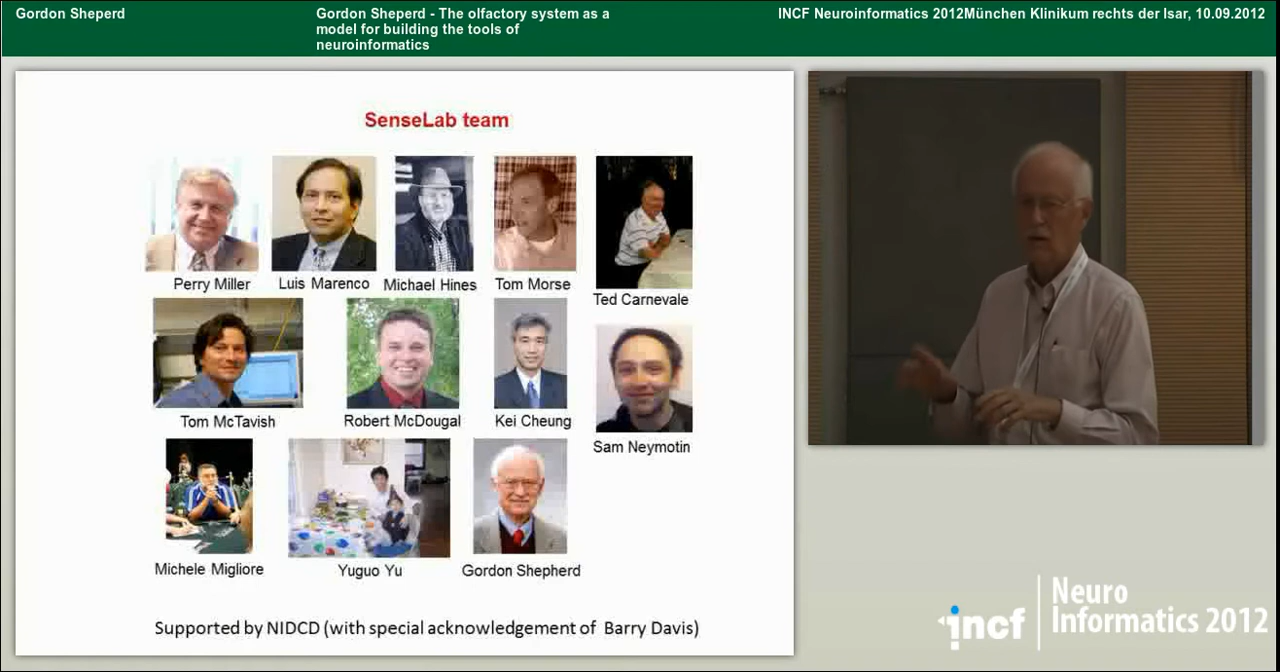 Gordon Sheperd
Gordon Sheperd - The olfactory system as a
model for building the tools of
neuroinformatics
INCF Neuroinformatics 2012München Klinikum rechts der Isar, 10.09.2012
SenseLab team
Perry Miller
Luis Marenco
Michael Hines
Tom Morse
Ted Carnevale
Tom McTavish
Robert McDougal
Kei Cheung
Sam Neymotin
Michele Migliore
Yuguo Yu
Gordon Shepherd
Supported by NIDCD (with special acknowledgement of Barry Davis)
incf
Neuro
Informatics 2012